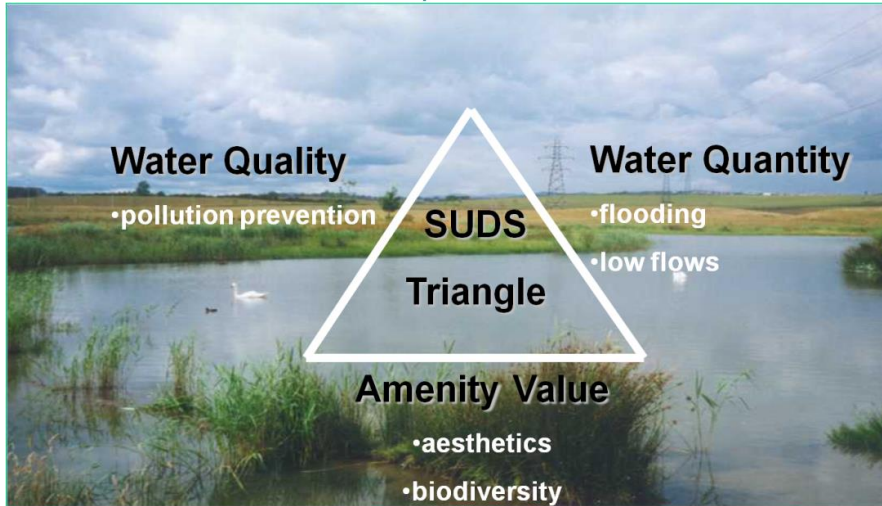 Water Quality
•pollution prevention
SUDS
Triangle
Water Quantity
•flooding
•low flows
Amenity Value
•aesthetics
•biodiversity